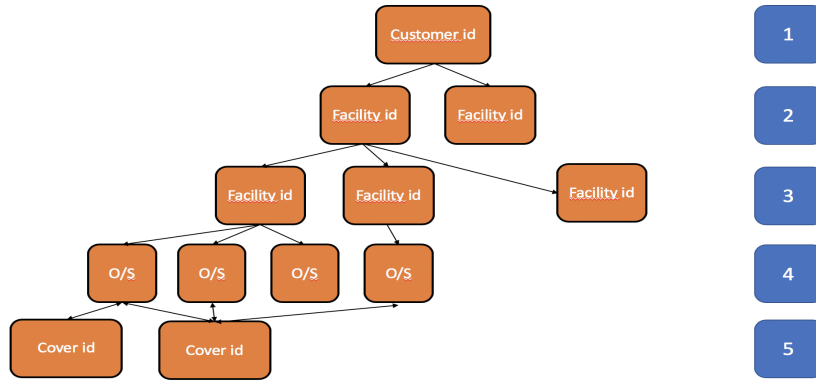 Customer id
1
Facility id
Facility id
2
Facility id
Facility id
Facility id
3
O/S
O/S
O/S
O/S
4
Cover id
Cover id
5